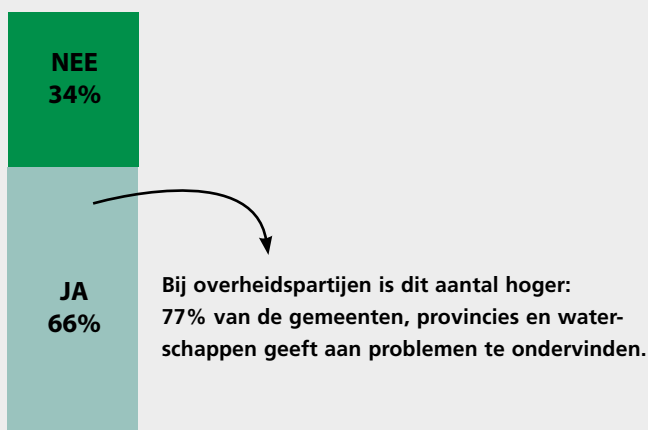 NEE
34%
JA
66%
Bij overheidspartijen is dit aantal hoger:
77% van de gemeenten, provincies en water-
schappen geeft aan problemen te ondervinden.